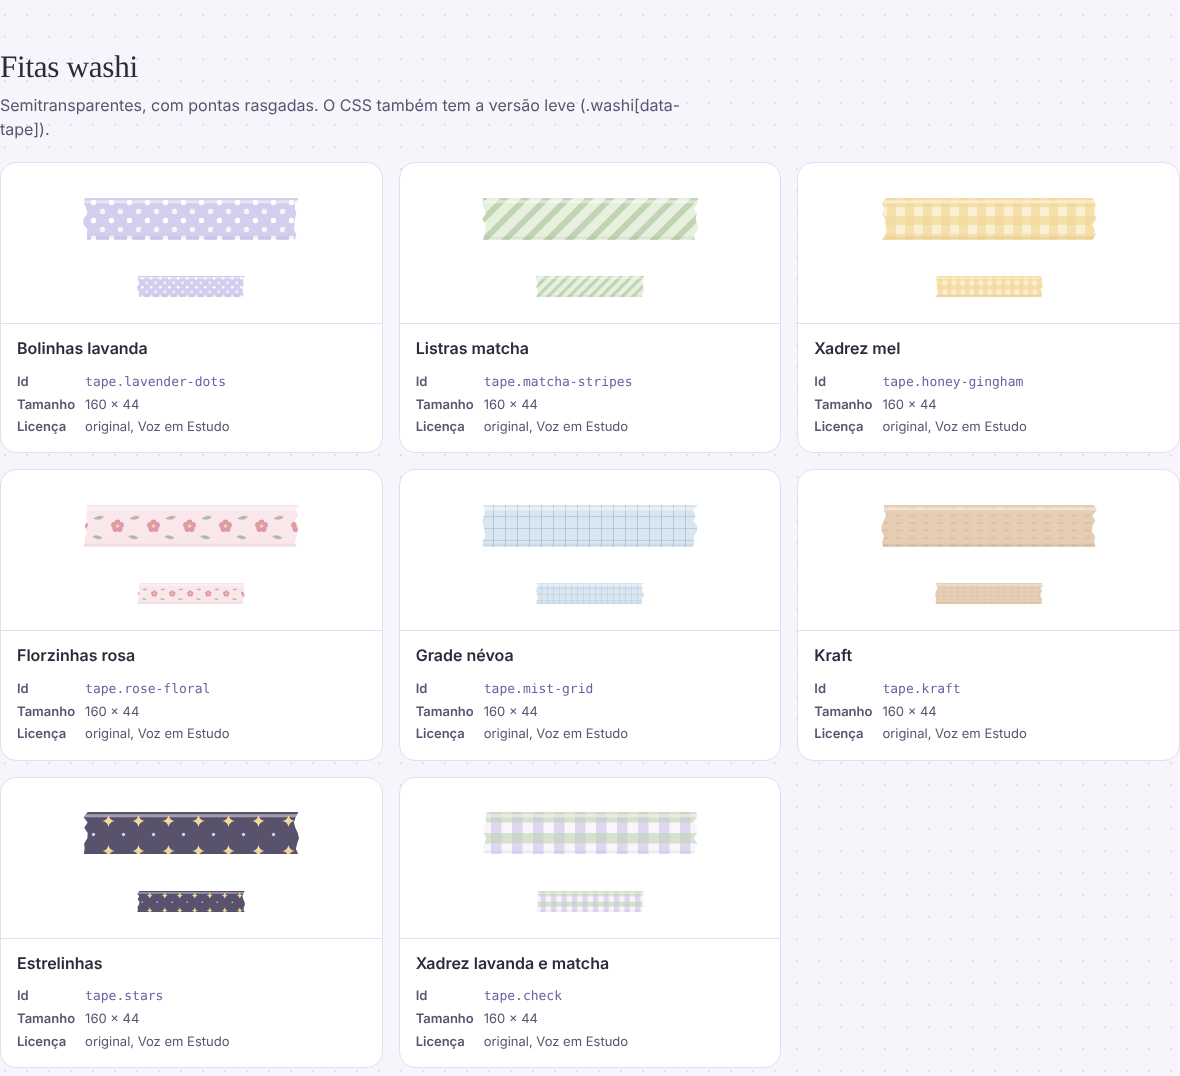 Fitas washi
Semitransparentes, com pontas rasgadas. O CSS também tem a versão leve (.washi[data-
tape]).
Bolinhas lavanda
Id tape.lavender-dots
Tamanho 160 × 44
Licença original, Voz em Estudo
Listras matcha
Id tape.matcha-stripes
Tamanho 160 × 44
Licença original, Voz em Estudo
Xadrez mel
Id tape.honey-gingham
Tamanho 160 × 44
Licença original, Voz em Estudo
Florzinhas rosa
Id tape.rose-floral
Tamanho 160 × 44
Licença original, Voz em Estudo
Grade névoa
Id tape.mist-grid
Tamanho 160 × 44
Licença original, Voz em Estudo
Kraft
Id tape.kraft
Tamanho 160 × 44
Licença original, Voz em Estudo
Estrelinhas
Id tape.stars
Tamanho 160 × 44
Licença original, Voz em Estudo
Xadrez lavanda e matcha
Id tape.check
Tamanho 160 × 44
Licença original, Voz em Estudo